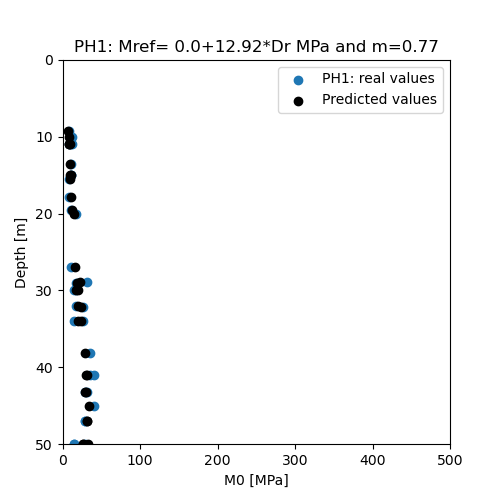 PH1: Mref= 0.0+12.92*Dr MPa and m=0.77
PH1: real values
Predicted values
Depth [m]
0
10
20
30
40
50
0 100 200 300 400 500
M0 [MPa]